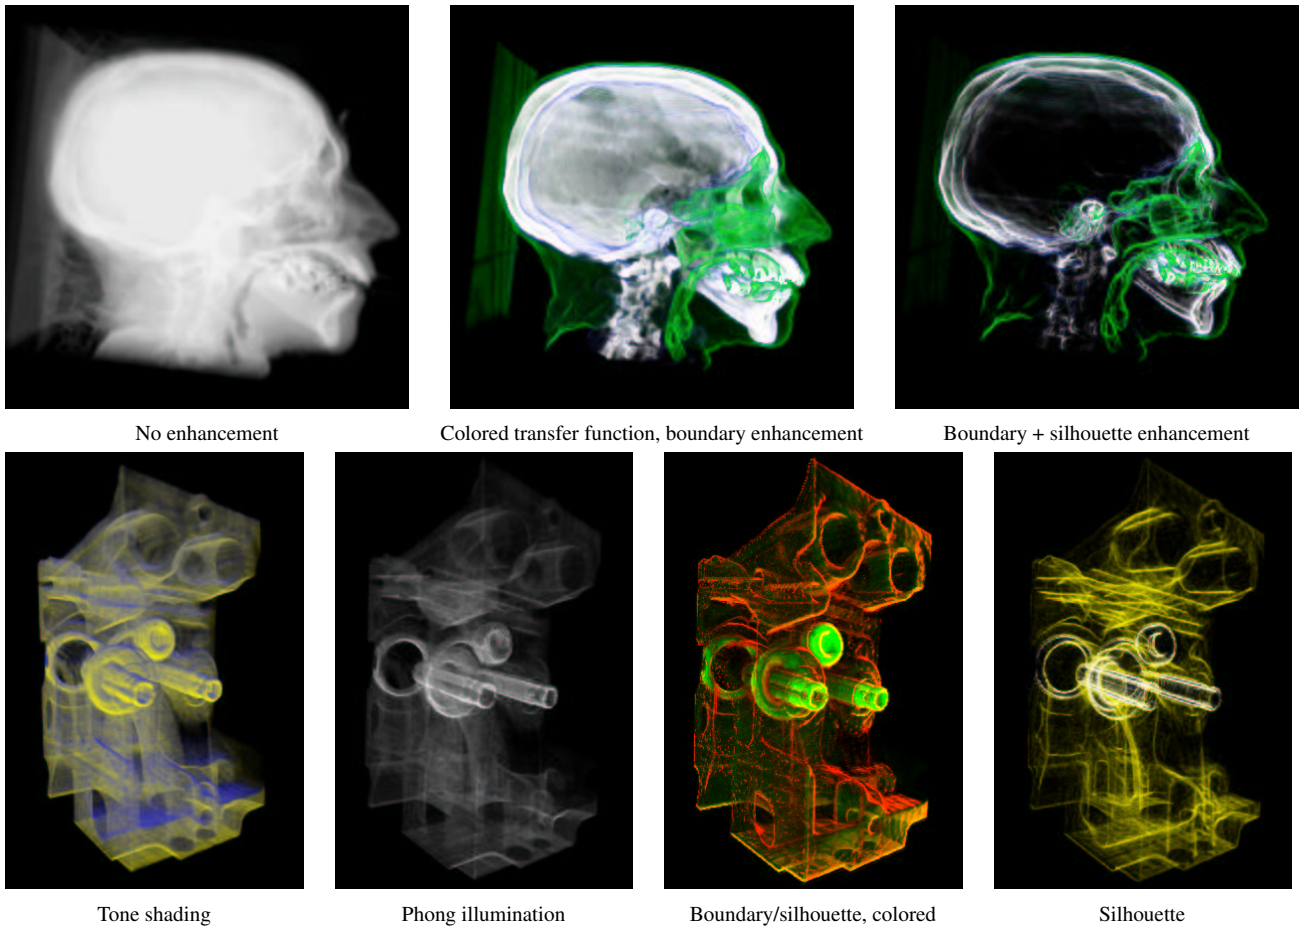 No enhancement
Colored transfer function, boundary enhancement
Boundary + silhouette enhancement
Tone shading
Phong illumination
Boundary/silhouette, colored
Silhouette